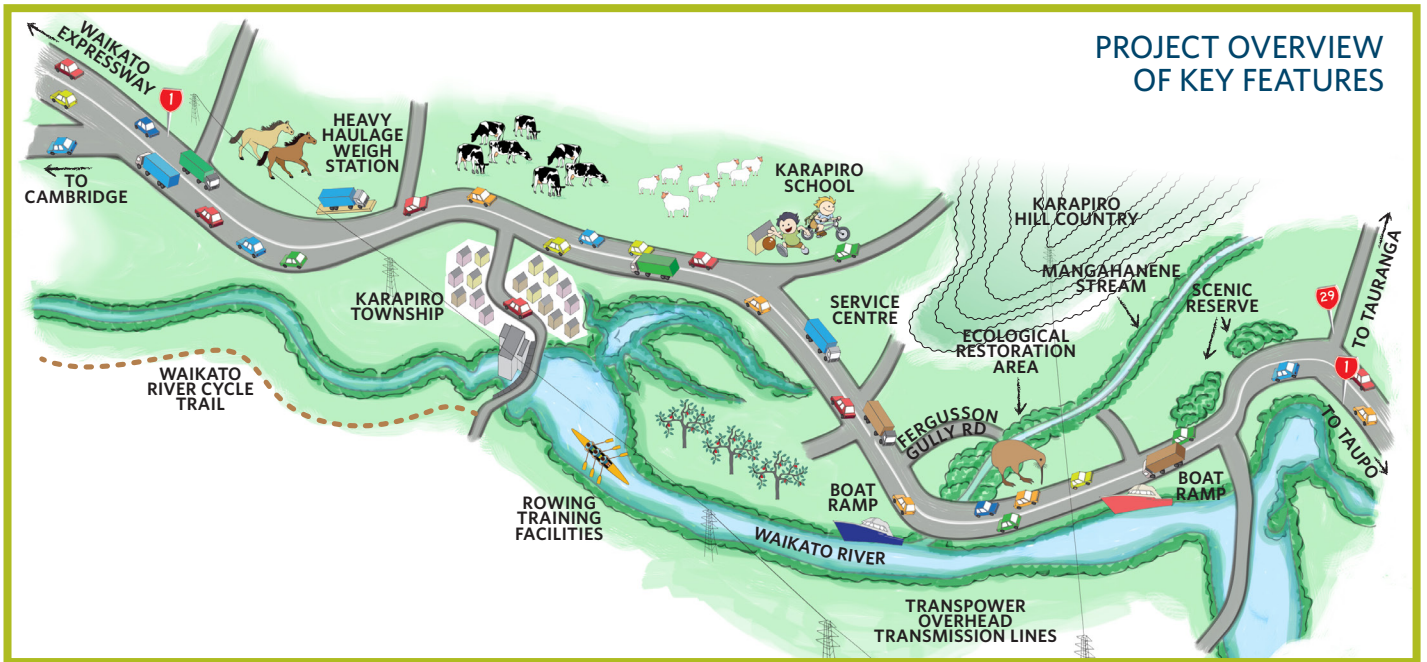 PROJECT OVERVIEW
OF KEY FEATURES
WAIKATO
EXPRESSWAY
1
TO
CAMBRIDGE
HEAVY
HAULAGE
WEIGH
STATION
KARAPIRO
SCHOOL
KARAPIRO
HILL COUNTRY
MANGAHANENE
STREAM
SCENIC
RESERVE
29
TO TAURANGA
1
TO TAUPO
KARAPIRO
TOWNSHIP
SERVICE
CENTRE
ECOLOGICAL
RESTORATION
AREA
WAIKATO
RIVER CYCLE
TRAIL
FERGUSSON
GULLY RD
ROWING
TRAINING
FACILITIES
BOAT
RAMP
BOAT
RAMP
WAIKATO RIVER
TRANSPOWER
OVERHEAD
TRANSMISSION LINES